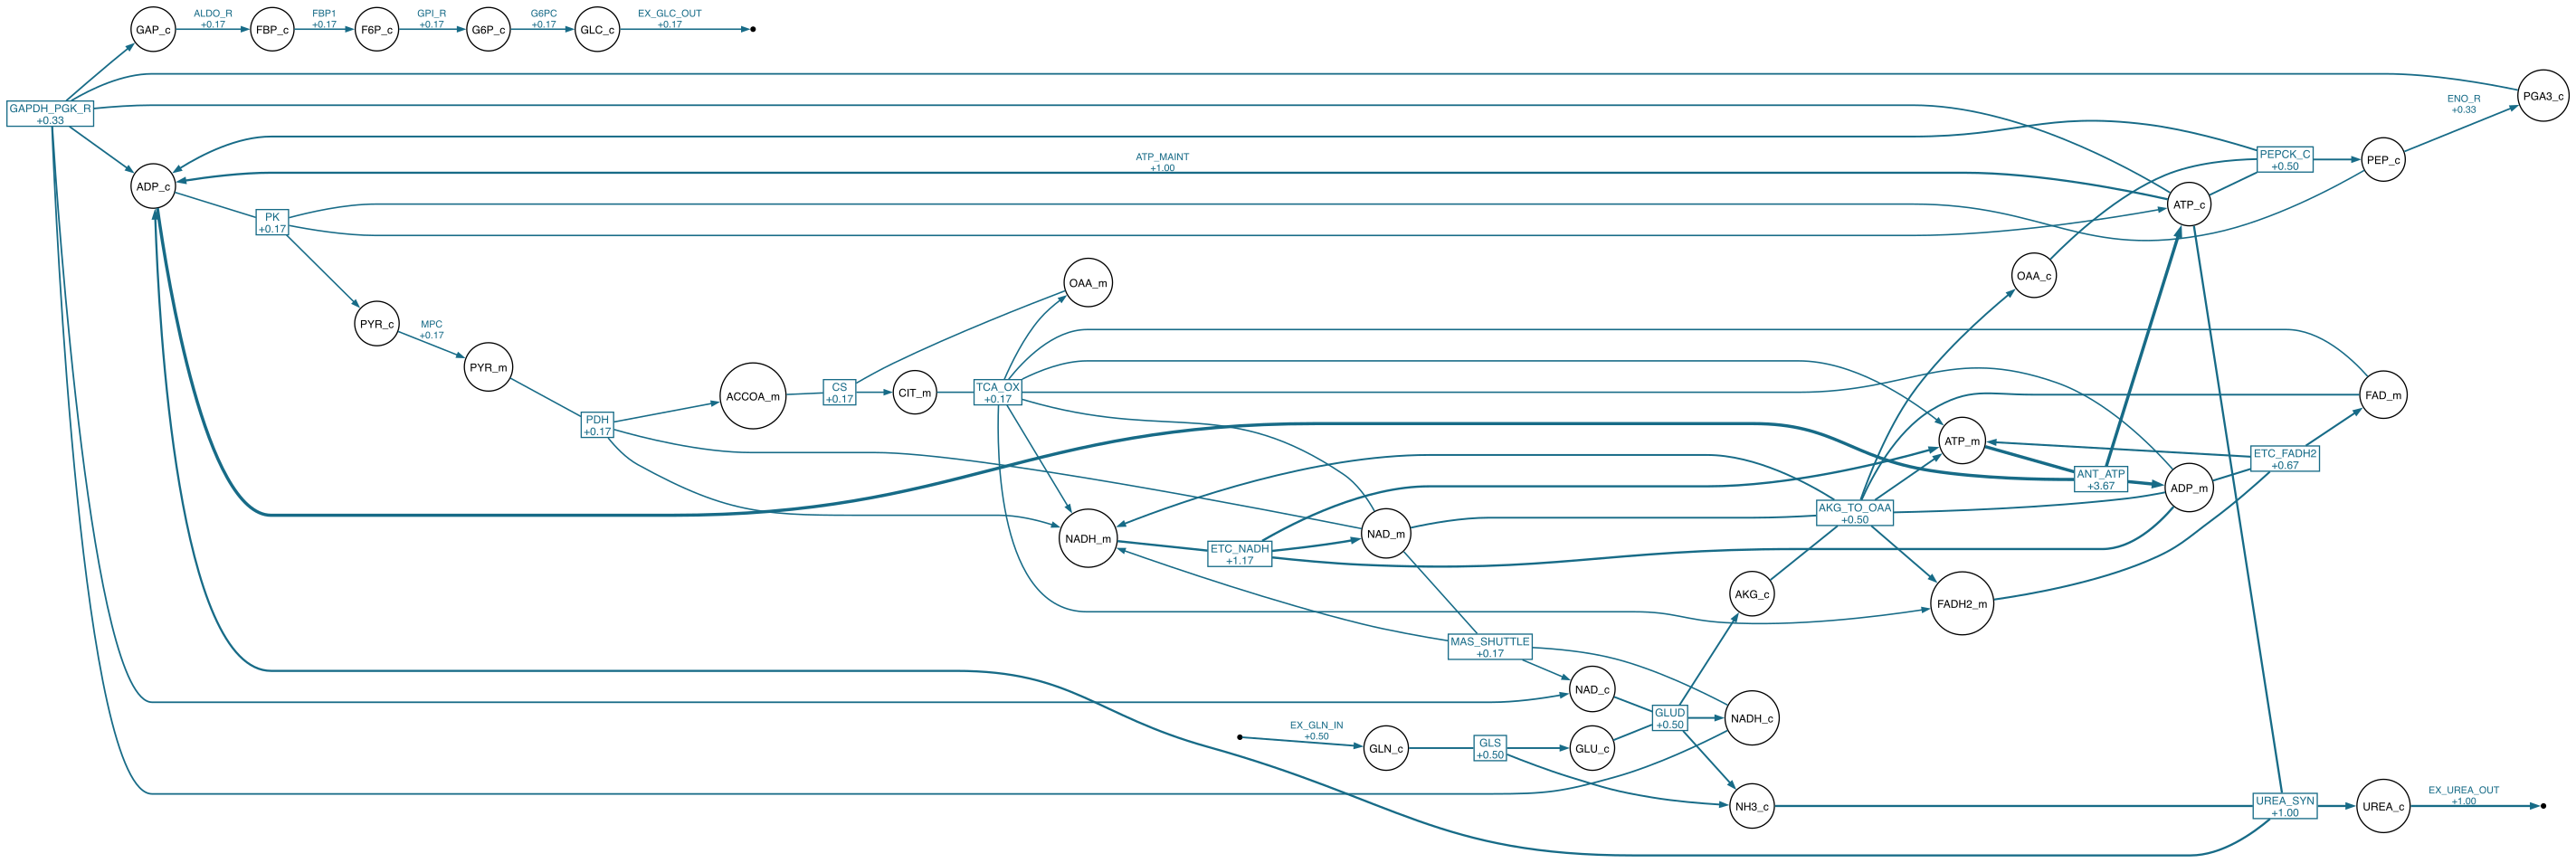 GAP_c
ALDO_R
+0.17
FBP_c
FBP1
+0.17
F6P_c
GPI_R
+0.17
G6P_c
G6PC
+0.17
GLC_c
EX_GLC_OUT
+0.17
GAPDH_PGK_R
+0.33
PGA3_c
ENO_R
+0.33
PEPCK_C
+0.50
PEP_c
ATP_MAINT
+1.00
ADP_c
ATP_c
PK
+0.17
OAA_m
OAA_c
PYR_c
MPC
+0.17
PYR_m
PDH
+0.17
ACCOA_m
CS
+0.17
CIT_m
TCA_OX
+0.17
FAD_m
ATP_m
ETC_FADH2
+0.67
ANT_ATP
+3.67
ADP_m
AKG_TO_OAA
+0.50
NADH_m
ETC_NADH
+1.17
NAD_m
AKG_c
FADH2_m
MAS_SHUTTLE
+0.17
NAD_c
GLUD
+0.50
NADH_c
EX_GLN_IN
+0.50
GLN_c
GLS
+0.50
GLU_c
NH3_c
UREA_SYN
+1.00
UREA_c
EX_UREA_OUT
+1.00